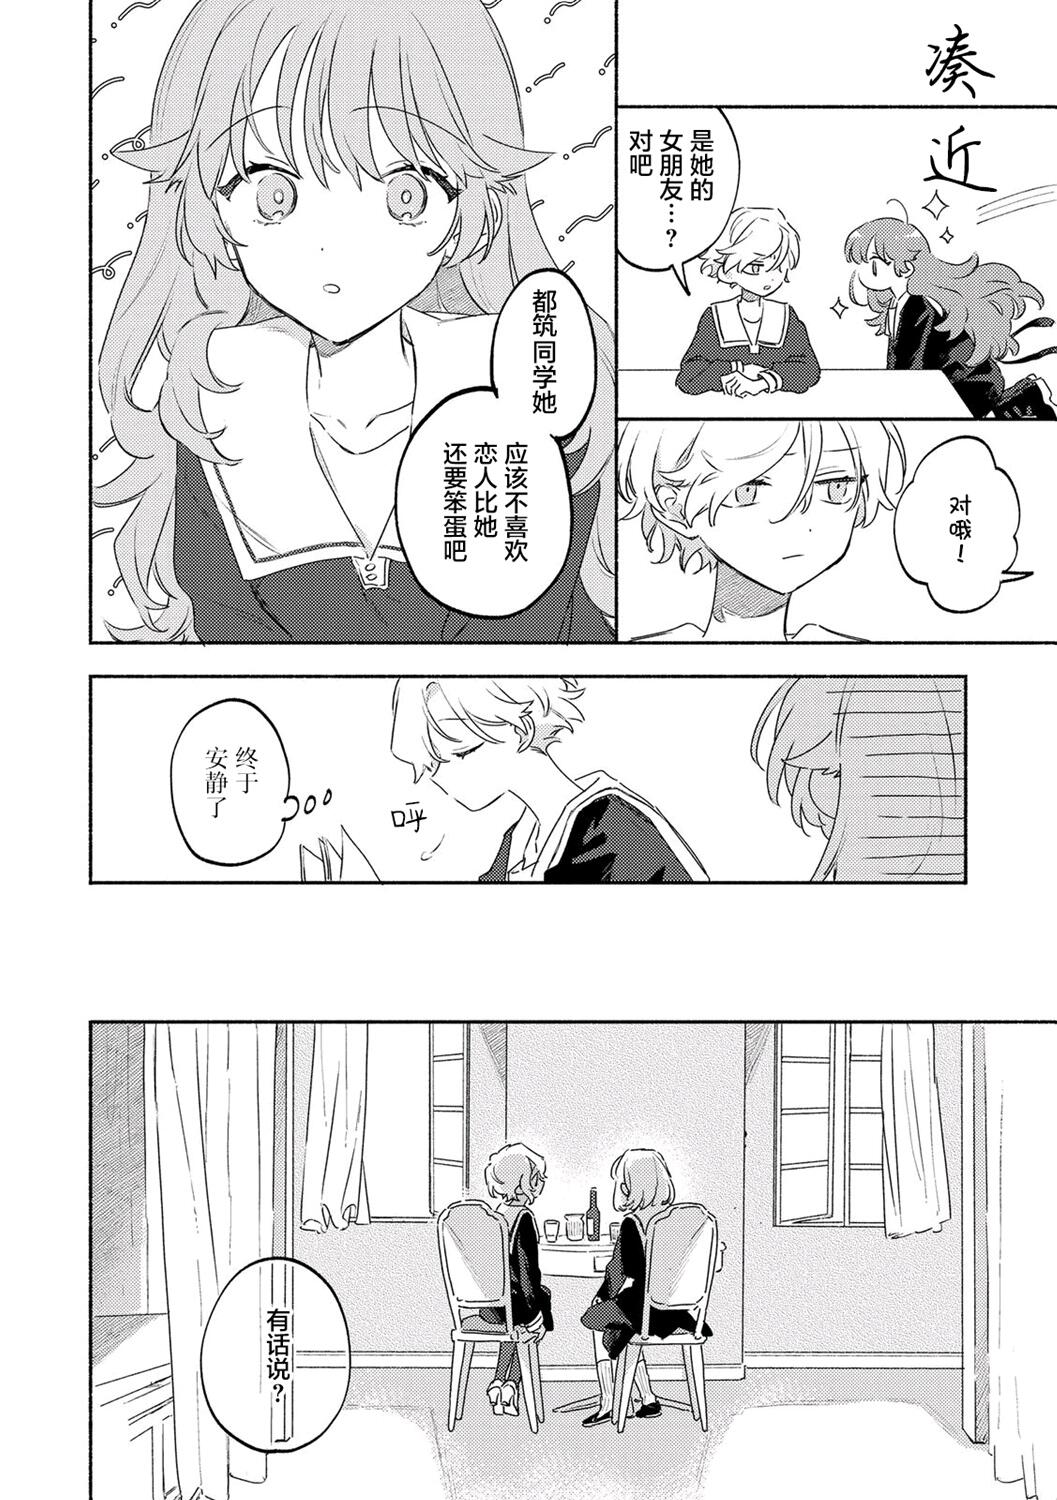 凑近
是她的
女朋友…?
对吧
对哦！
都筑同学她
应该不喜欢
恋人比她
还要笨蛋吧
呼
终于
安静了
有话说？